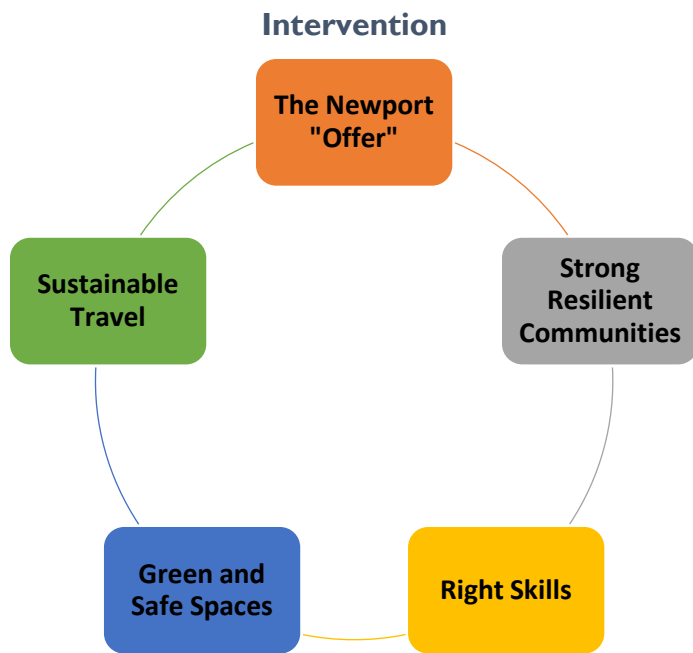 Intervention
The Newport
"Offer"
Strong
Resilient
Communities
Right Skills
Green and
Safe Spaces
Sustainable
Travel